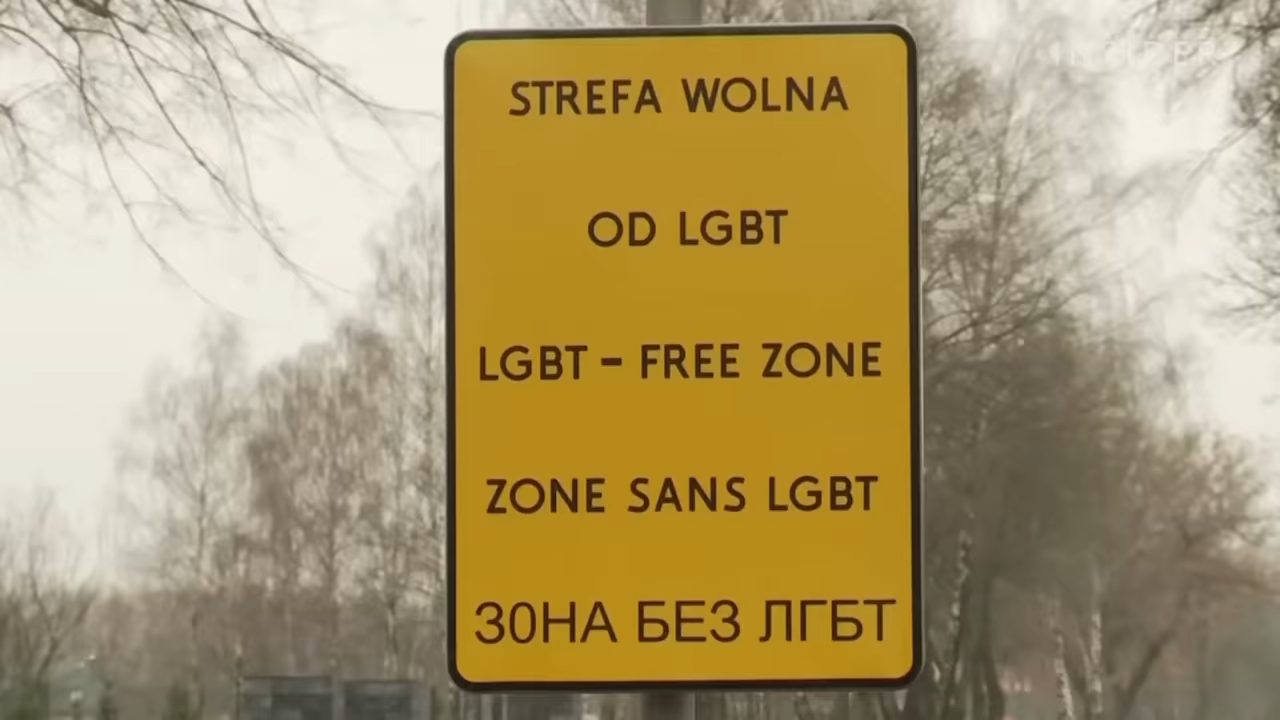 STREFA WOLNA
OD LGBT
LGBT - FREE ZONE
ZONE SANS LGBT
ЗОНА БЕЗ ЛГБТ